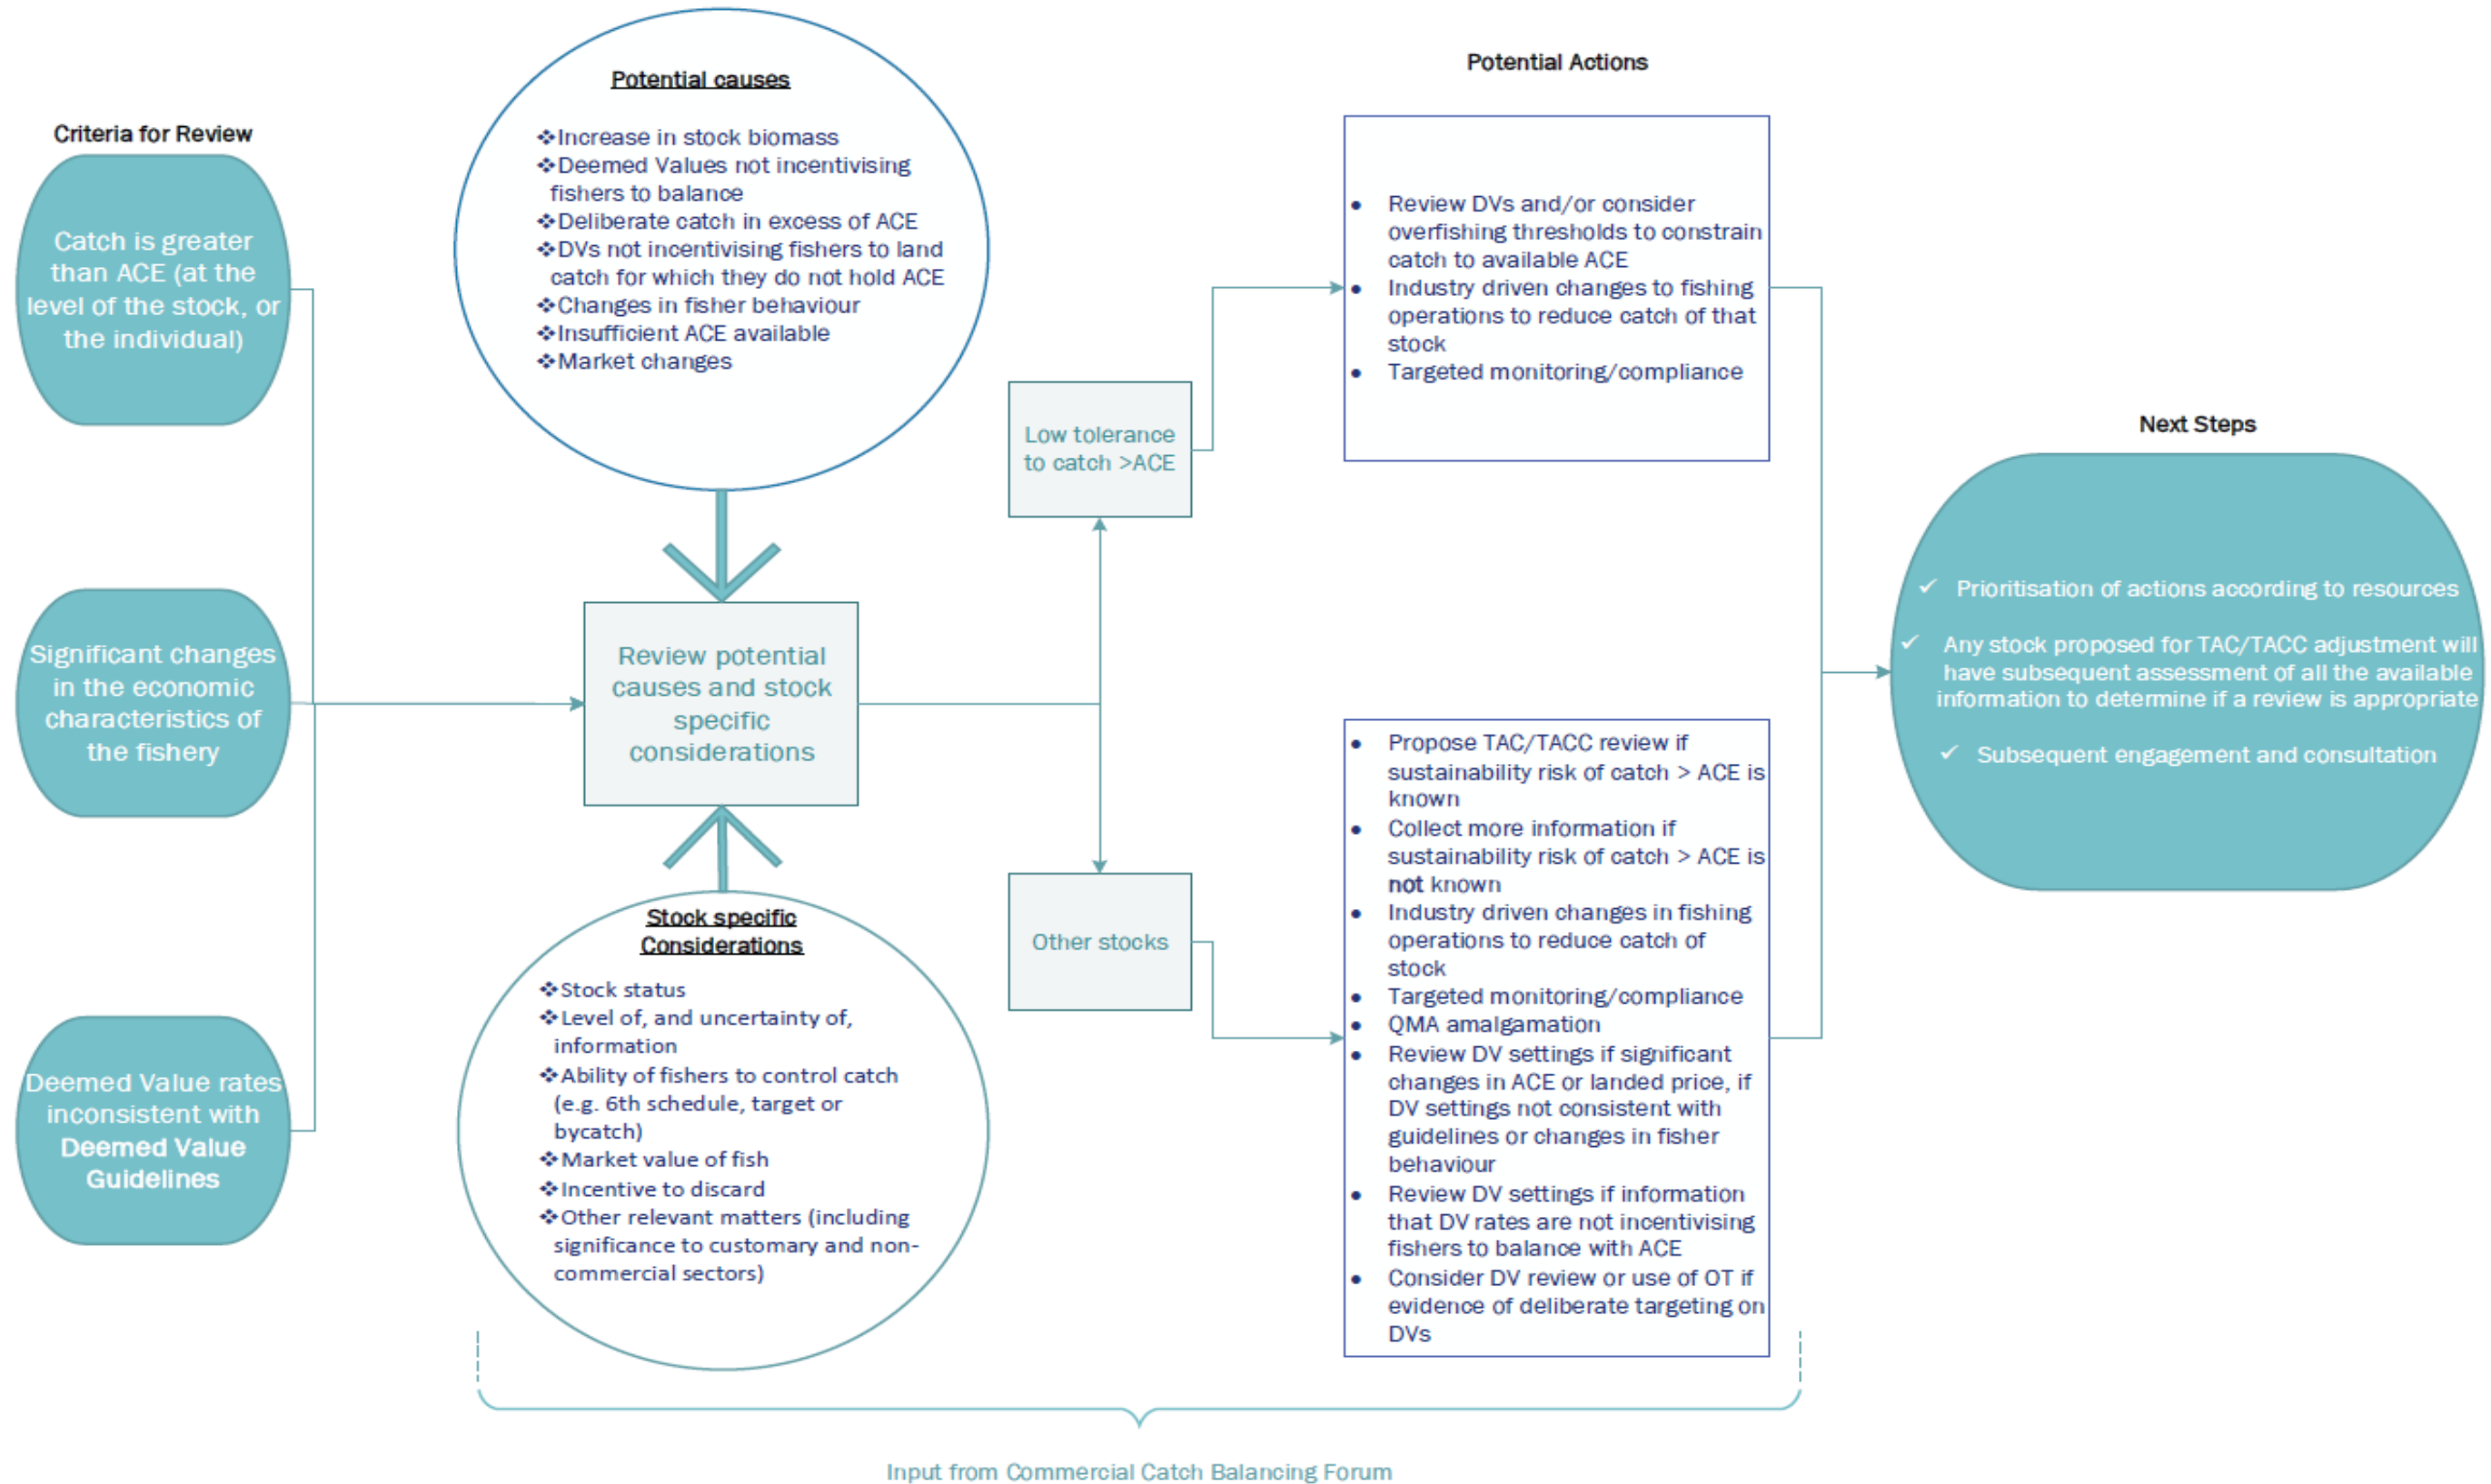 Criteria for Review
Catch is greater
than ACE (at the
level of the stock, or
the individual)
Significant changes
in the economic
characteristics of
the fishery
Deemed Value rates
inconsistent with
Deemed Value
Guidelines
Potential causes
❖Increase in stock biomass
❖Deemed Values not incentivising
fishers to balance
❖Deliberate catch in excess of ACE
❖DVs not incentivising fishers to land
catch for which they do not hold ACE
❖Changes in fisher behaviour
❖Insufficient ACE available
❖Market changes
Review potential
causes and stock
specific
considerations
Stock specific
Considerations
❖Stock status
❖Level of, and uncertainty of,
information
❖Ability of fishers to control catch
(e.g. 6th schedule, target or
bycatch)
❖Market value of fish
❖Incentive to discard
❖Other relevant matters (including
significance to customary and non-
commercial sectors)
Low tolerance
to catch >ACE
Other stocks
Potential Actions
• Review DVs and/or consider
overfishing thresholds to constrain
catch to available ACE
• Industry driven changes to fishing
operations to reduce catch of that
stock
• Targeted monitoring/compliance
• Propose TAC/TACC review if
sustainability risk of catch > ACE is
known
• Collect more information if
sustainability risk of catch > ACE is
not known
• Industry driven changes in fishing
operations to reduce catch of
stock
• Targeted monitoring/compliance
• QMA amalgamation
• Review DV settings if significant
changes in ACE or landed price, if
DV settings not consistent with
guidelines or changes in fisher
behaviour
• Review DV settings if information
that DV rates are not incentivising
fishers to balance with ACE
• Consider DV review or use of OT if
evidence of deliberate targeting on
DVs
Next Steps
✓ Prioritisation of actions according to resources
✓ Any stock proposed for TAC/TACC adjustment will
have subsequent assessment of all the available
information to determine if a review is appropriate
✓ Subsequent engagement and consultation
Input from Commercial Catch Balancing Forum